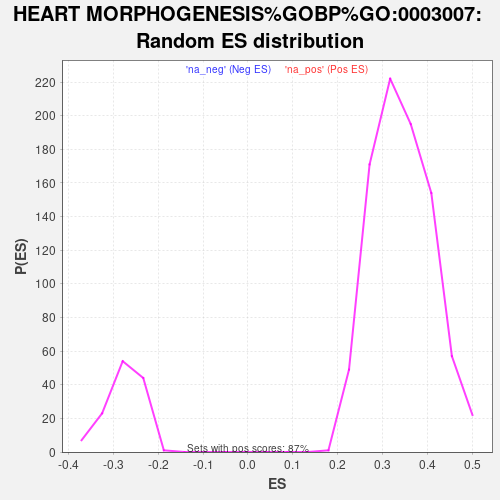 HEART MORPHOGENESIS%GOBP%GO:0003007:
Random ES distribution
'na_neg' (Neg ES) 'na_pos' (Pos ES)
220
200
180
160
140
120
100
80
60
40
20
0
P(ES)
Sets with pos scores: 87%
-0.4 -0.3 -0.2 -0.1 0.0 0.1 0.2 0.3 0.4 0.5
ES